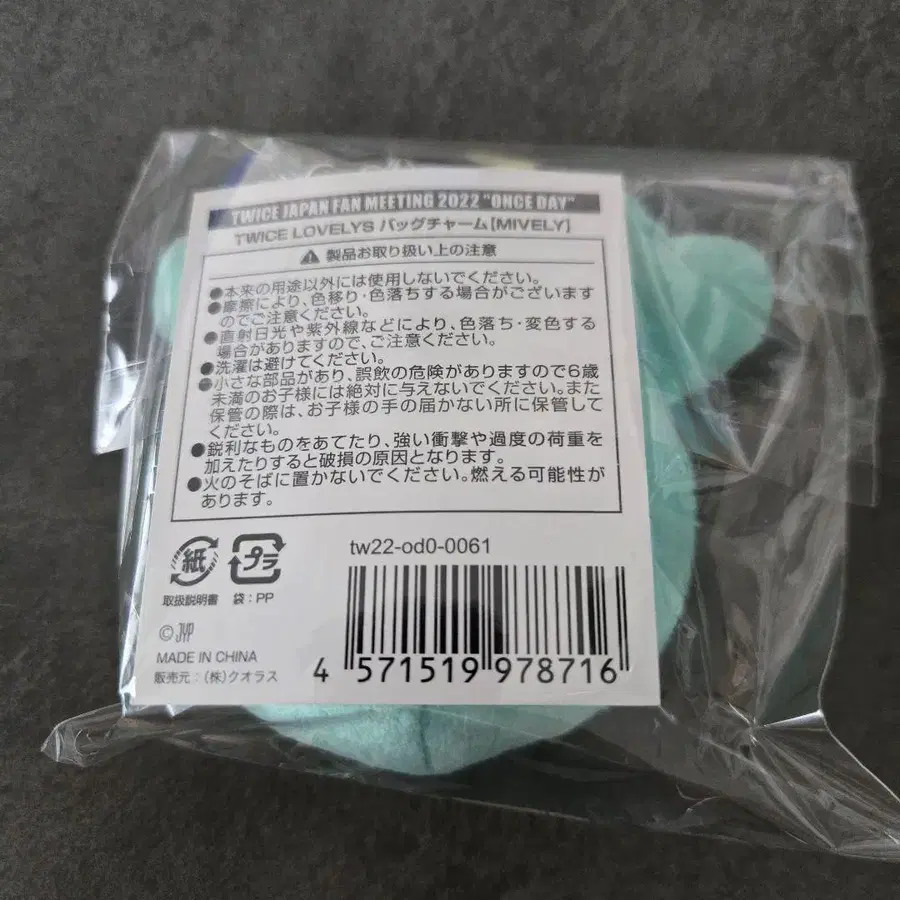 TWICE JAPAN FAN MEETING 2022 "ONCE DAY"
TWICE LOVELYS バッグチャーム【MIVELY】
製品お取り扱い上の注意
●本来の用途以外には使用しないでください。
●摩擦により、色移り・色落ちする場合がございます
のでご注意ください。
●直射日光や紫外線などにより、色落ち・変色する
場合がありますので、ご注意ください。
●洗濯は避けてください。
●小さな部品があり、誤飲の危険がありますので6歳
未満のお子様には絶対に与えないでください。また
保管の際は、お子様の手の届かない所に保管して
ください。
●鋭利なものをあてたり、強い衝撃や過度の荷重を
加えたりすると破損の原因となります。
●火のそばに置かないでください。燃える可能性が
あります。
紙 プラ
取扱説明書 袋:PP
tw22-od0-0061
© JYP
MADE IN CHINA
販売元:(株)クオラス
4 571519 978716